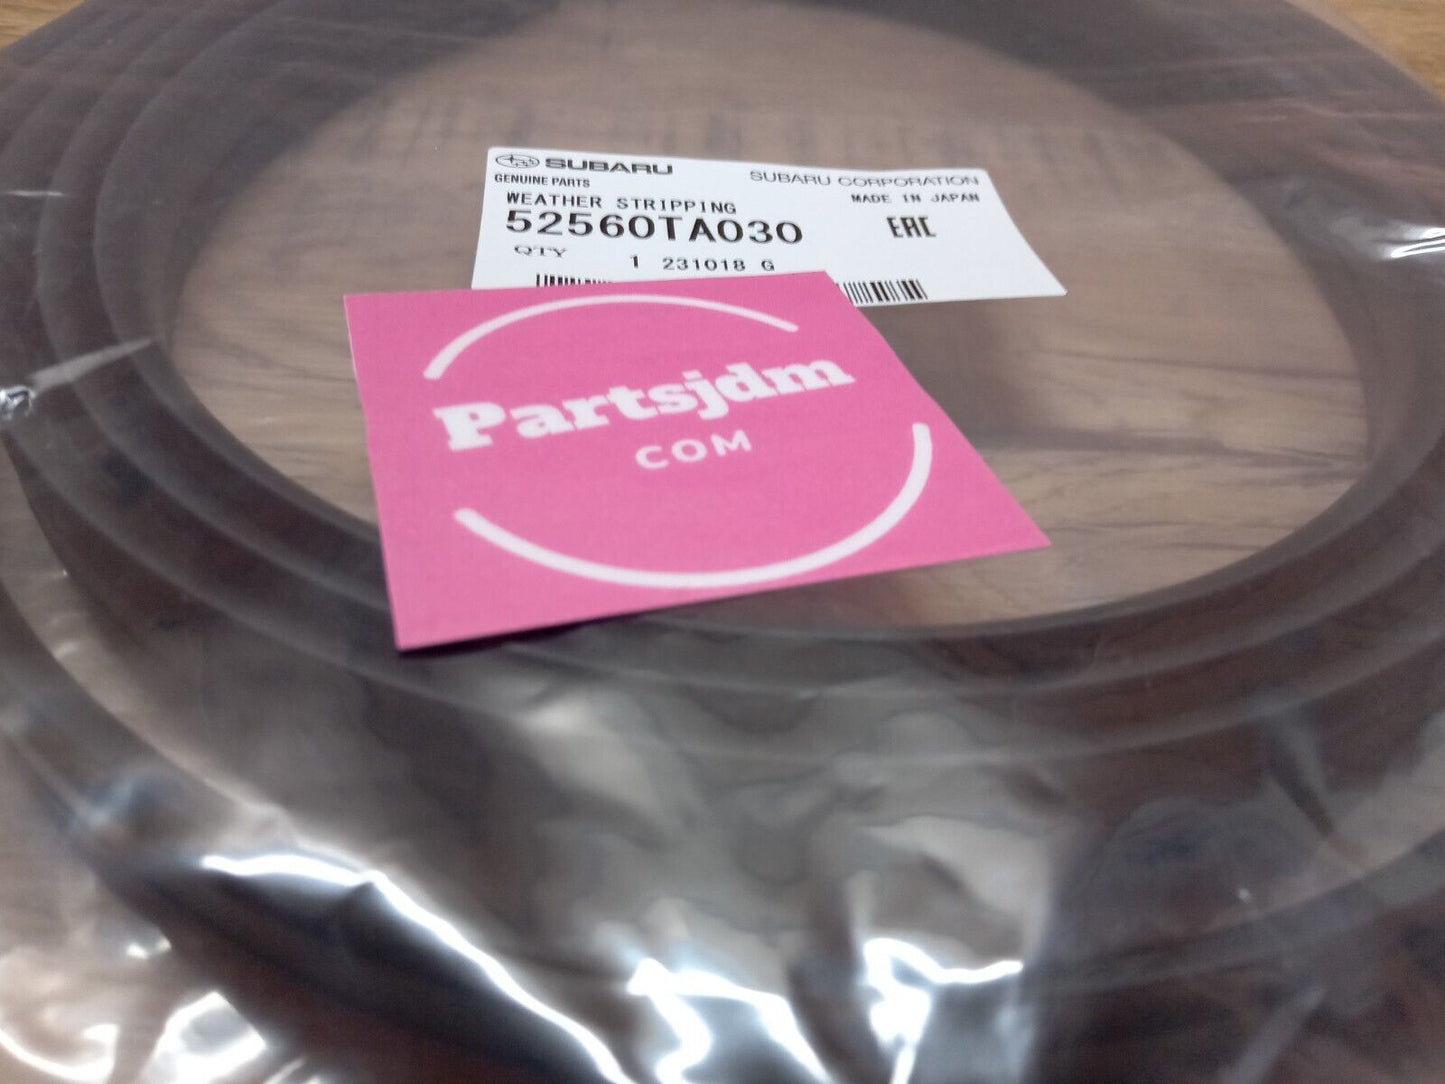 SUBARU
SUBARU CORPORATION
GENUINE PARTS
MADE IN JAPAN
WEATHER STRIPPING
52560TA030
EAC
QTY 1 231018 G
Partsjdm
COM